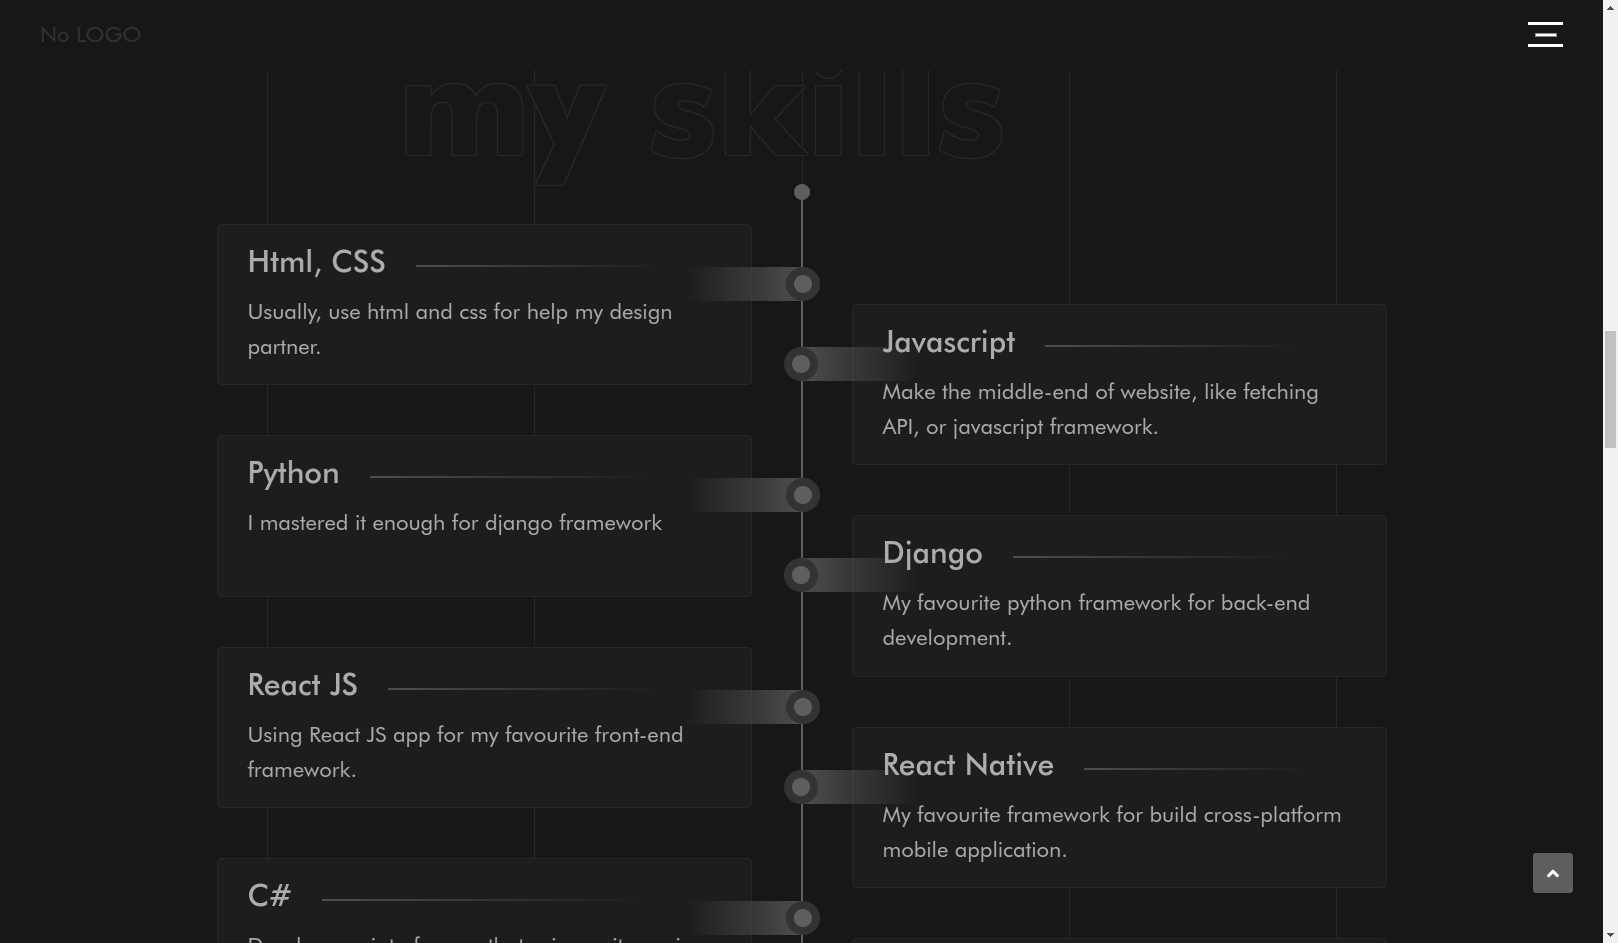 No LOGO
my skills
Html, CSS
Usually, use html and css for help my design
partner.
Javascript
Make the middle-end of website, like fetching
API, or javascript framework.
Python
I mastered it enough for django framework
Django
My favourite python framework for back-end
development.
React JS
Using React JS app for my favourite front-end
framework.
React Native
My favourite framework for build cross-platform
mobile application.
C#